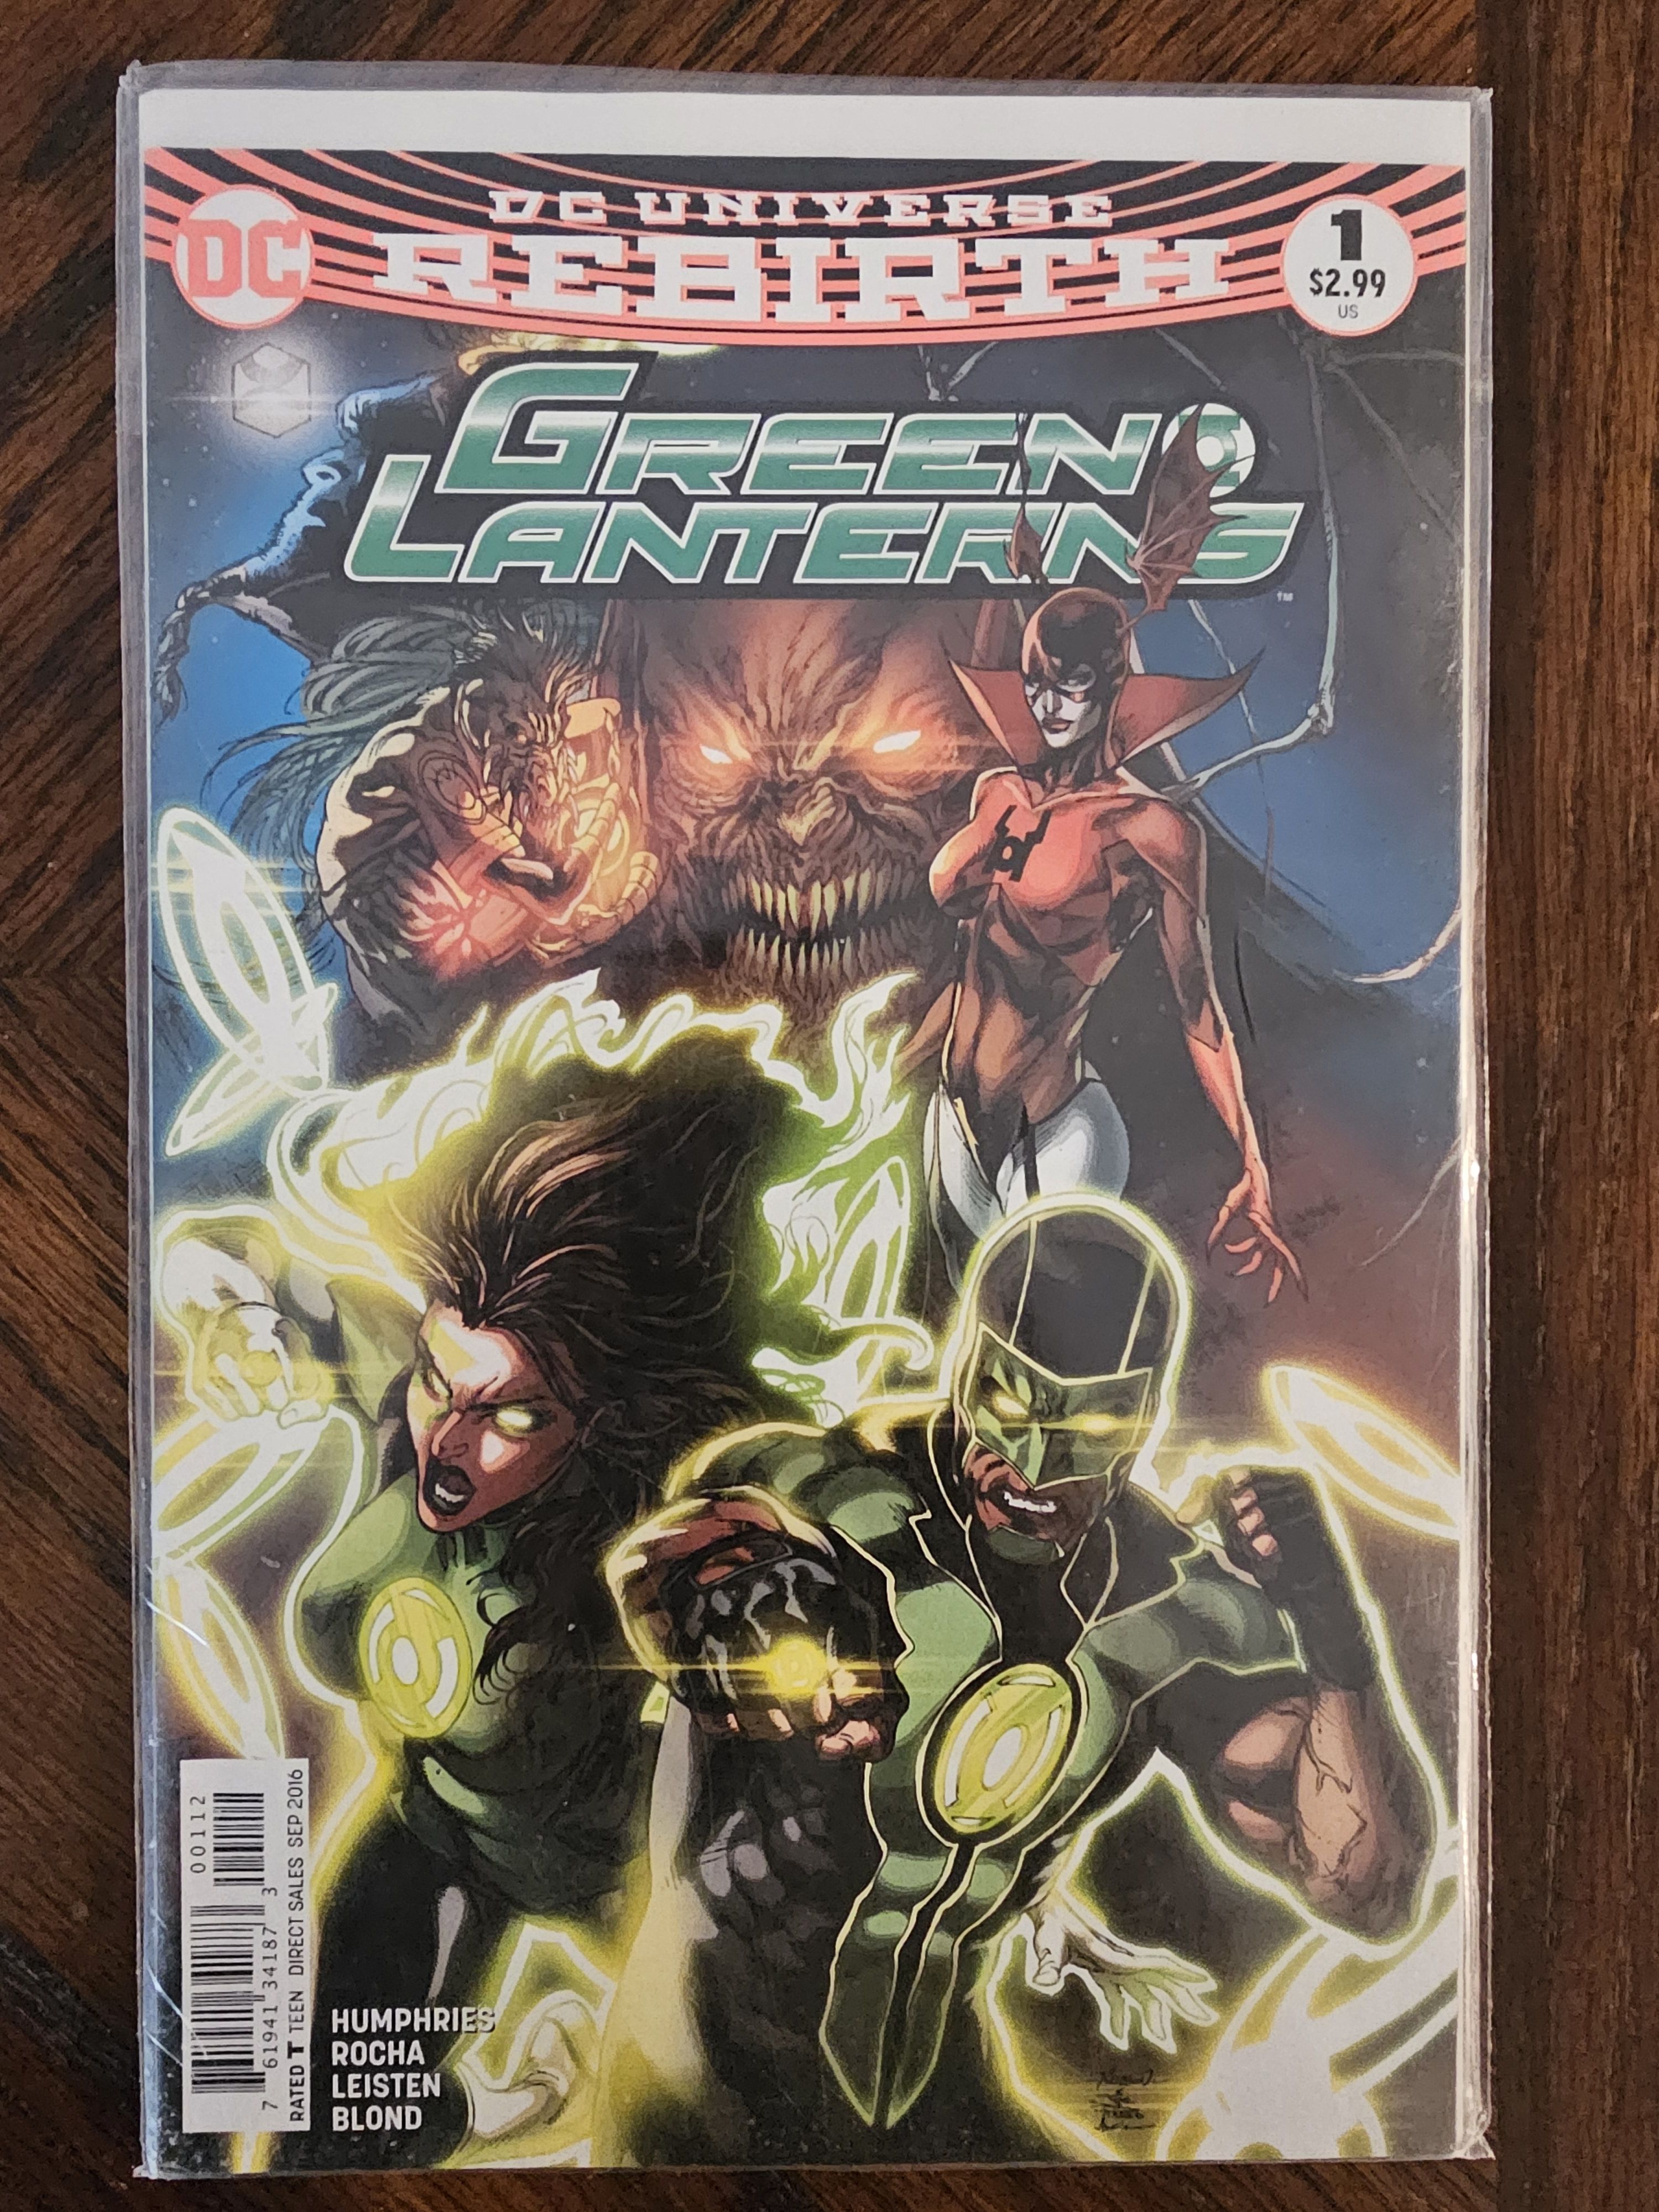 DC UNIVERSE
REBIRTH
DC
1
$2.99
US
GREEN
LANTERNS
TM
00112
7 61941 34187 3
RATED T TEEN DIRECT SALES SEP 2016
HUMPHRIES
ROCHA
LEISTEN
BLOND